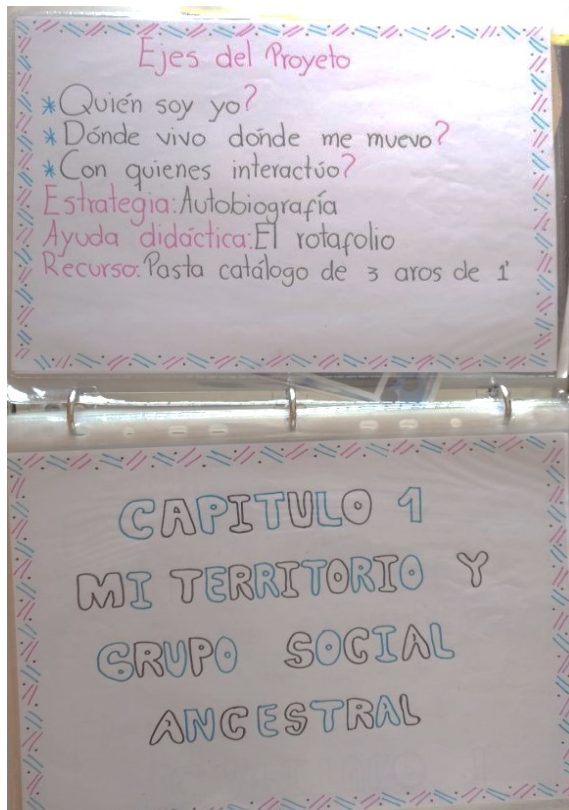 Ejes del Proyeto
*Quién soy yo?
*Dónde vivo dónde me muevo?
*Con quienes interactúo?
Estrategia:Autobiografía
Ayuda didáctica:El rotafolio
Recurso:Pasta catálogo de 3 aros de 1'
CAPITULO 1
MI TERRITORIO Y
GRUPO SOCIAL
ANCESTRAL